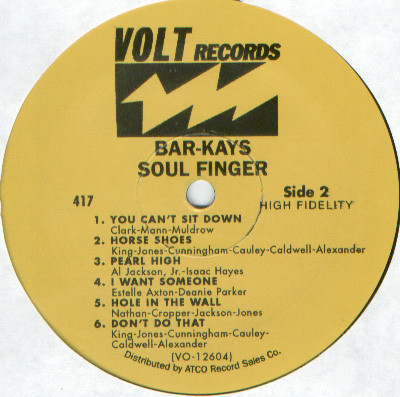 VOLT RECORDS
BAR-KAYS
SOUL FINGER
417
Side 2
HIGH FIDELITY
1. YOU CAN'T SIT DOWN
Clark-Mann-Muldrow
2. HORSE SHOES
King-Jones-Cunningham-Cauley-Caldwell-Alexander
3. PEARL HIGH
Al Jackson, Jr.-Isaac Hayes
4. I WANT SOMEONE
Estelle Axton-Deanie Parker
5. HOLE IN THE WALL
Nathan-Cropper-Jackson-Jones
6. DON'T DO THAT
King-Jones-Cunningham-Cauley-
Caldwell-Alexander
(VO-12604)
Distributed by ATCO Record Sales Co.